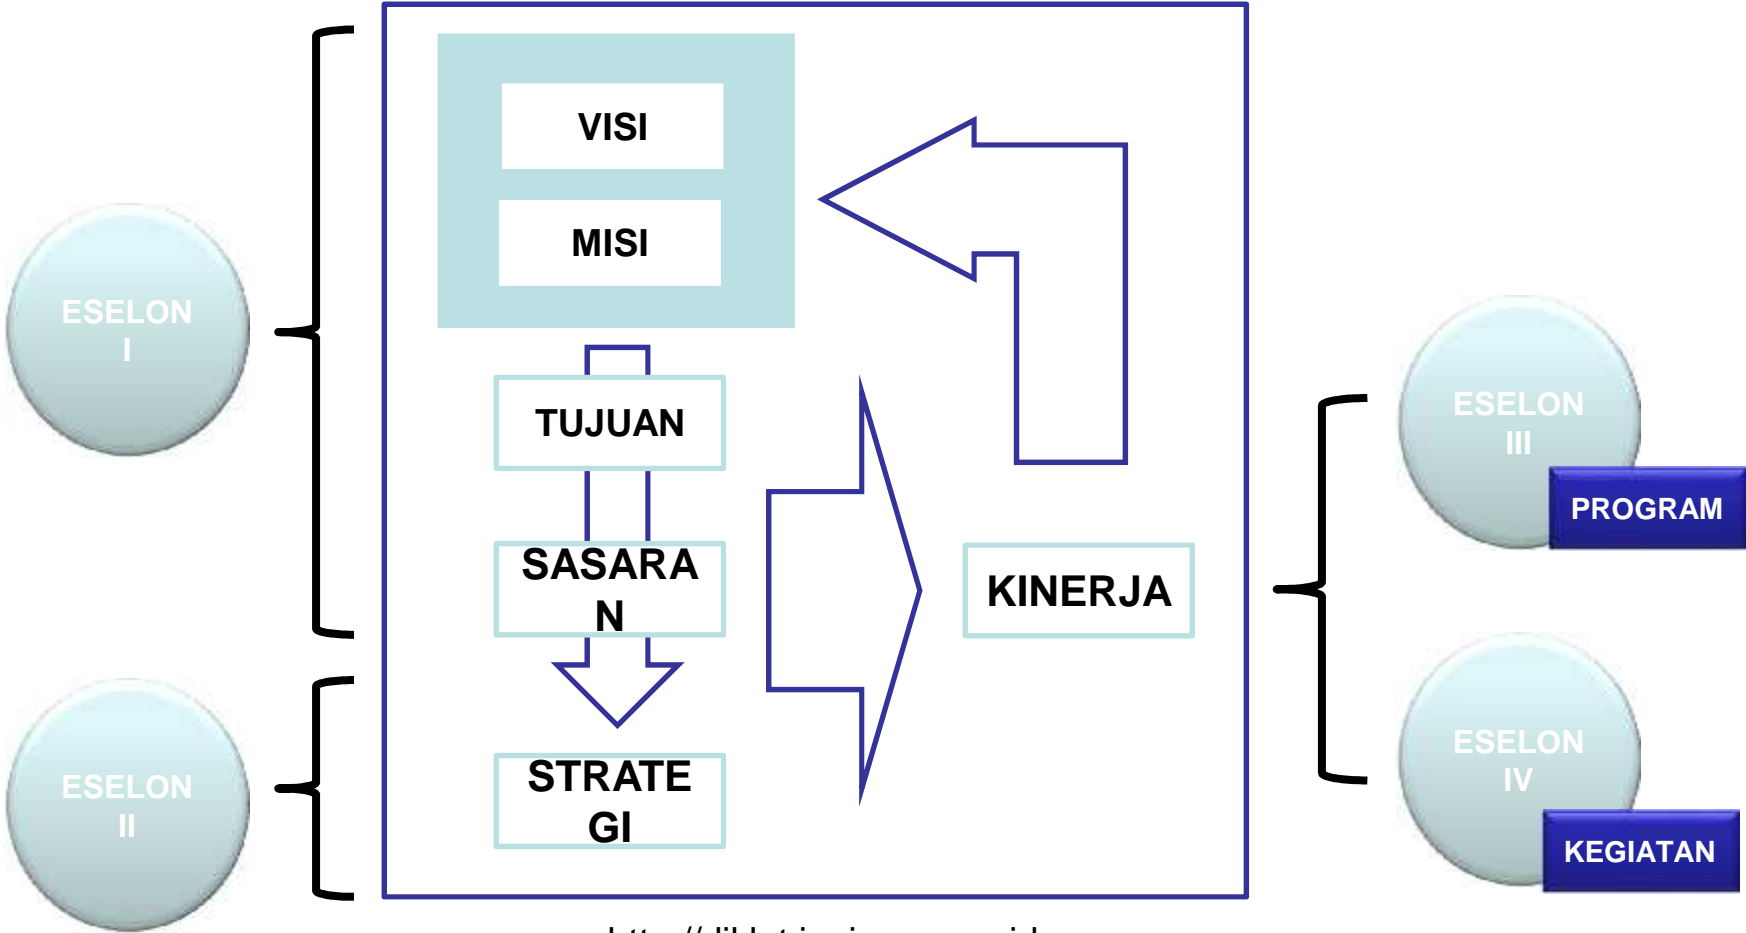 VISI
MISI
ESELON
I
TUJUAN
SASARA
N
STRATE
GI
ESELON
II
KINERJA
ESELON
III
PROGRAM
ESELON
IV
KEGIATAN